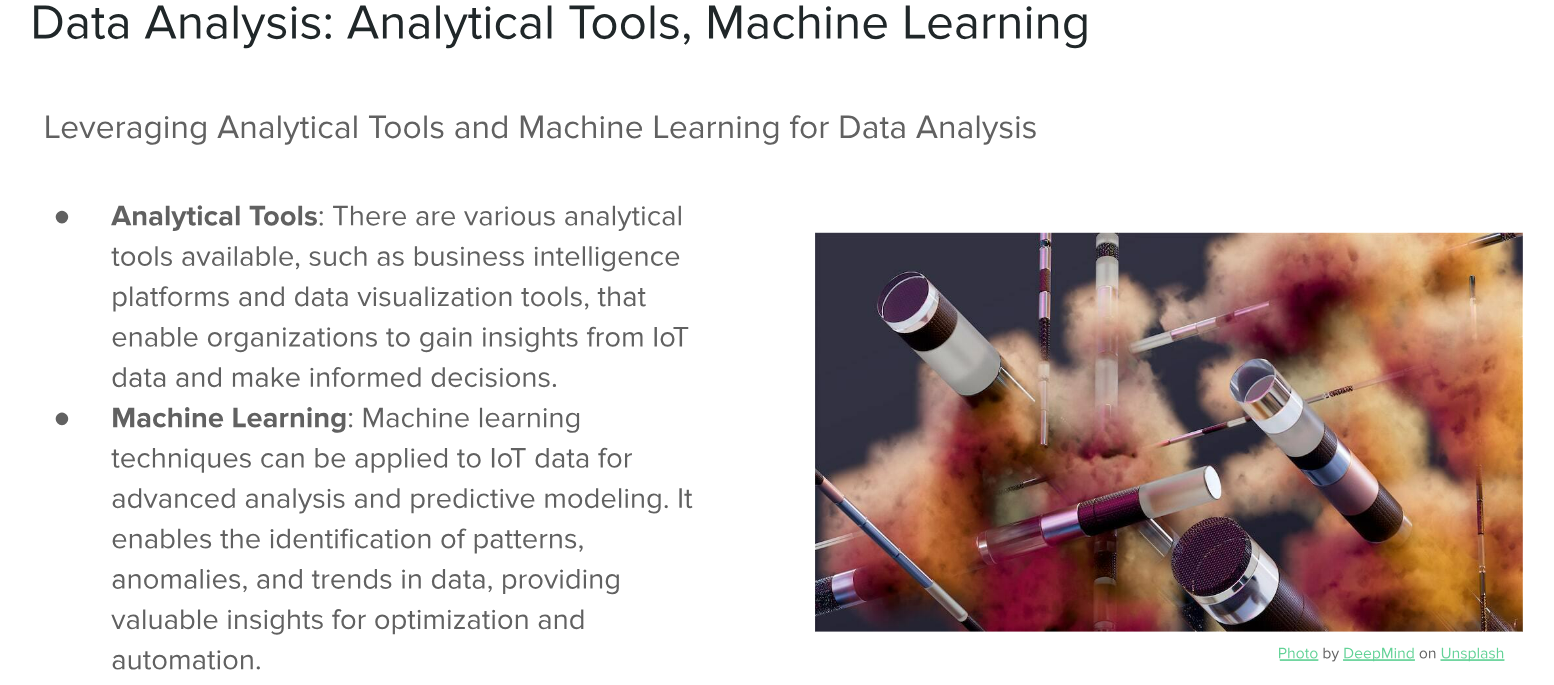 Data Analysis: Analytical Tools, Machine Learning
Leveraging Analytical Tools and Machine Learning for Data Analysis
● Analytical Tools: There are various analytical
tools available, such as business intelligence
platforms and data visualization tools, that
enable organizations to gain insights from IoT
data and make informed decisions.
● Machine Learning: Machine learning
techniques can be applied to IoT data for
advanced analysis and predictive modeling. It
enables the identification of patterns,
anomalies, and trends in data, providing
valuable insights for optimization and
automation.
Photo by DeepMind on Unsplash